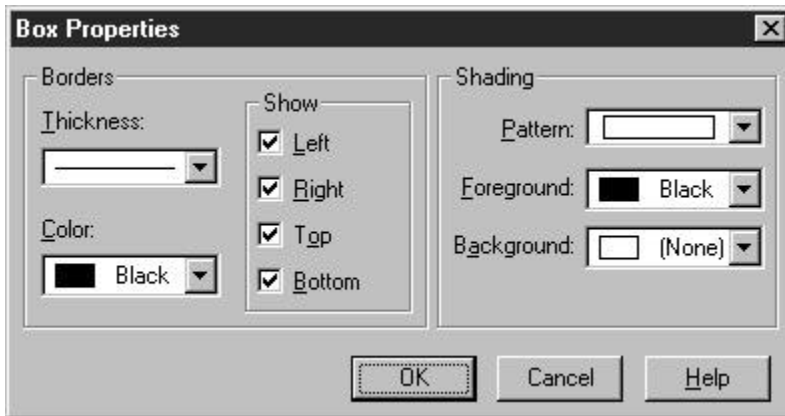 Box Properties
Borders
Thickness:
Color:
Black
Show
Left
Right
Top
Bottom
Shading
Pattern:
Foreground: Black
Background: (None)
OK Cancel Help